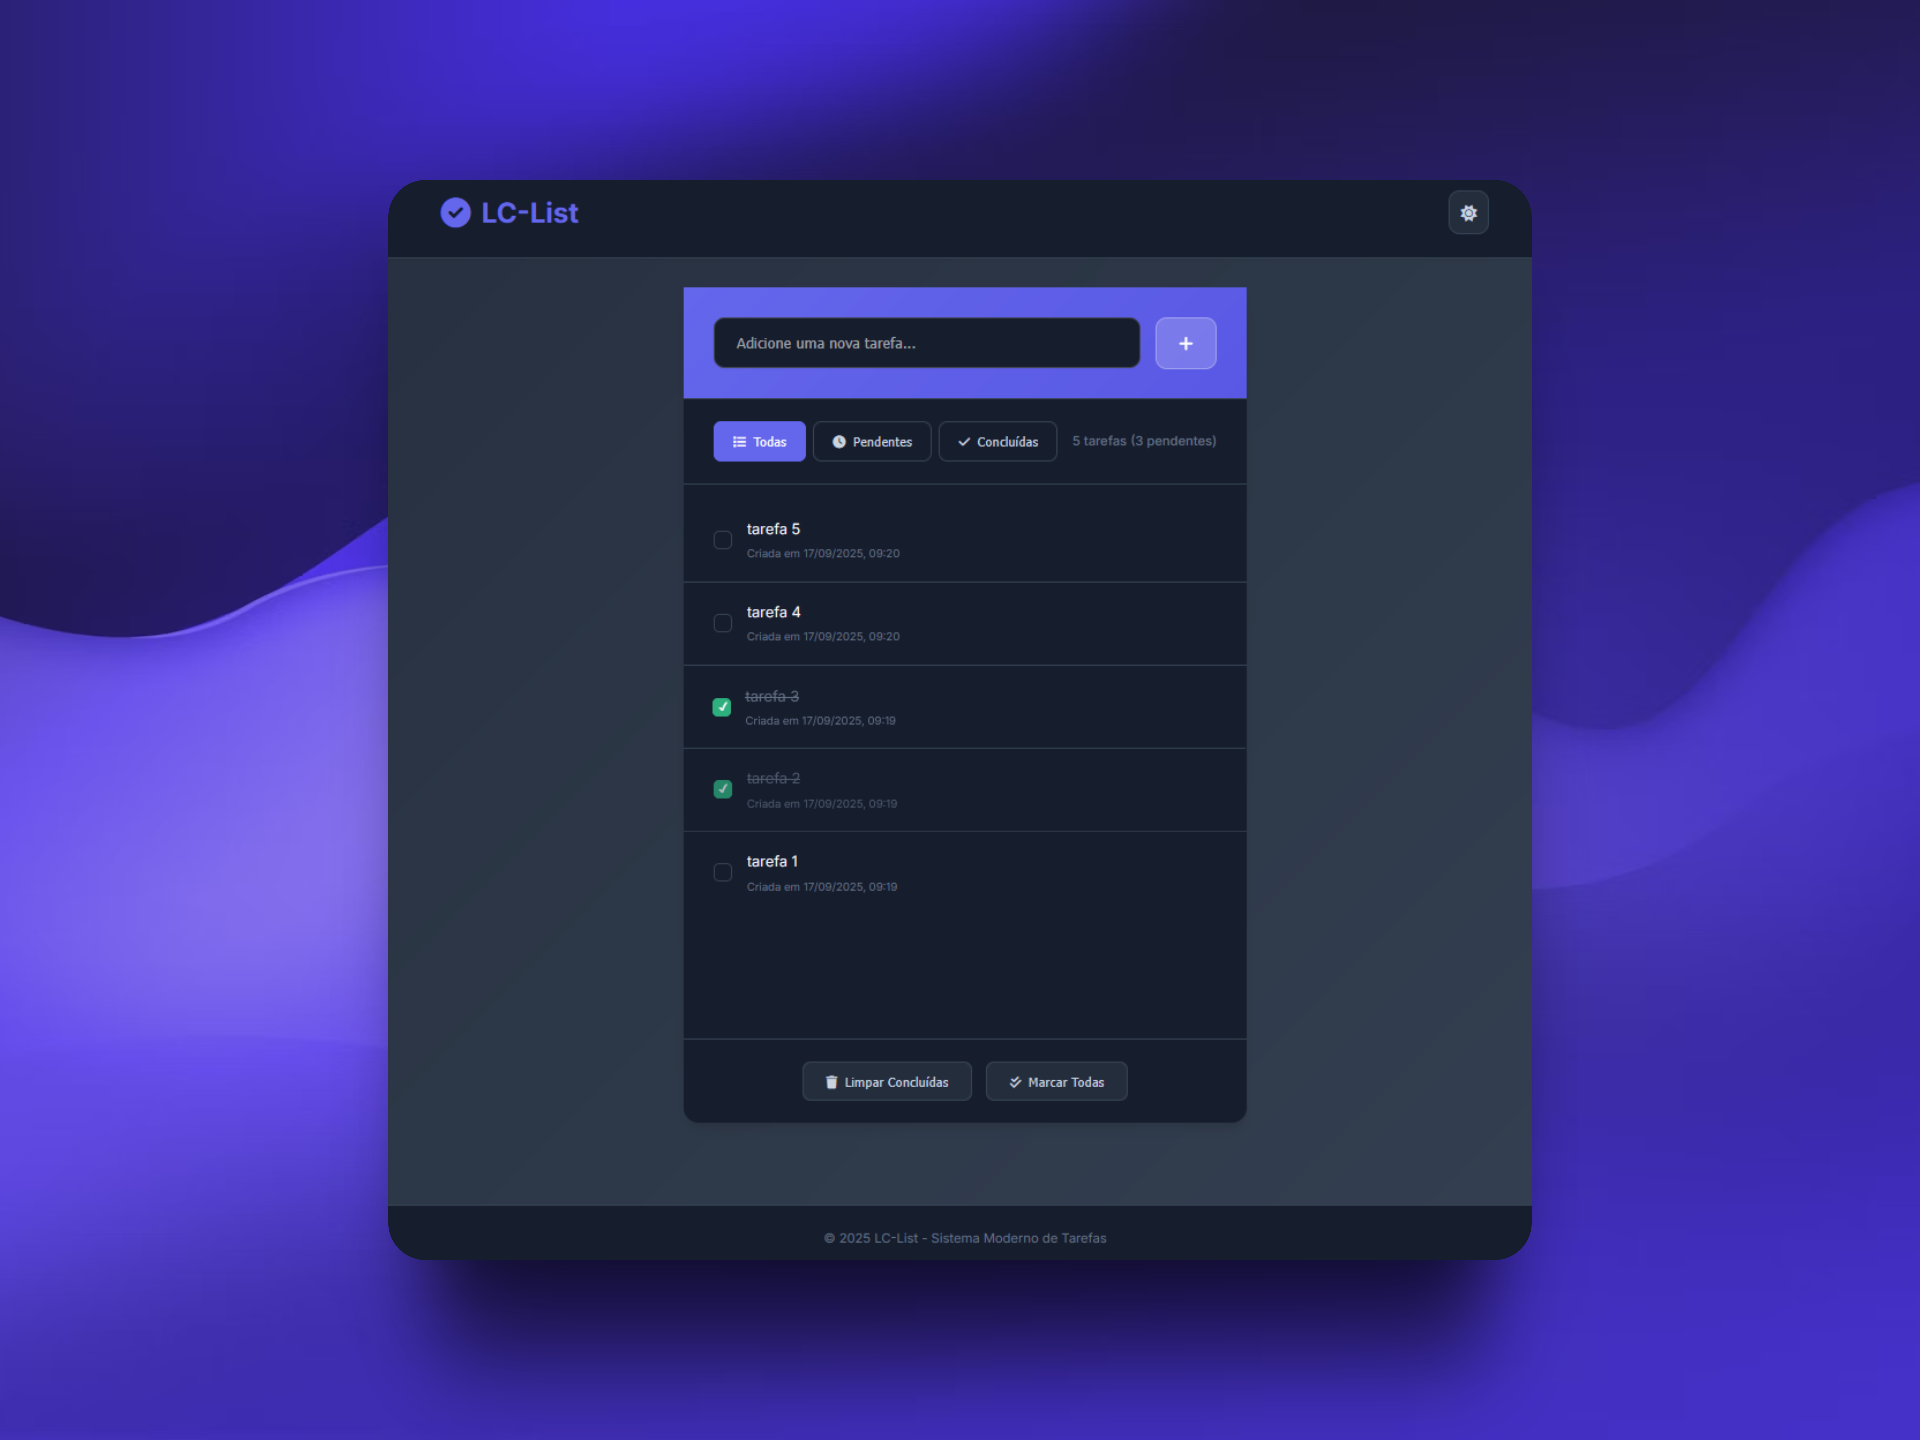 LC-List
Adicione uma nova tarefa...
+
Todas Pendentes Concluídas 5 tarefas (3 pendentes)
tarefa 5
Criada em 17/09/2025, 09:20
tarefa 4
Criada em 17/09/2025, 09:20
tarefa 3
Criada em 17/09/2025, 09:19
tarefa 2
Criada em 17/09/2025, 09:19
tarefa 1
Criada em 17/09/2025, 09:19
Limpar Concluídas Marcar Todas
© 2025 LC-List - Sistema Moderno de Tarefas